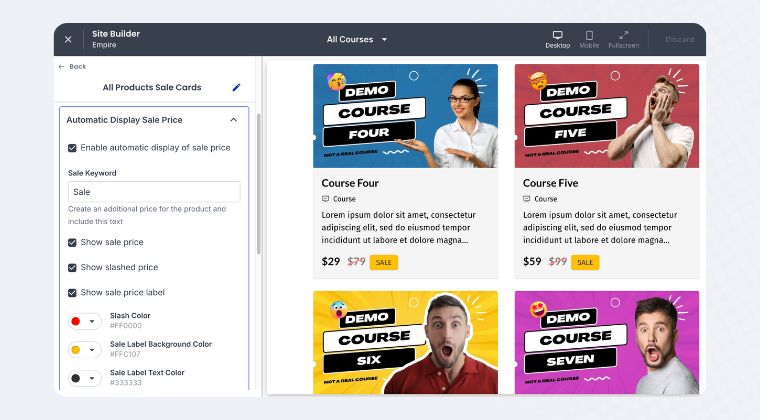 Site Builder
Empire
All Courses
Desktop
Mobile
Fullscreen
Discard
Back
All Products Sale Cards
Automatic Display Sale Price
Enable automatic display of sale price
Sale Keyword
Sale
Create an additional price for the product and
include this text
Show sale price
Show slashed price
Show sale price label
Slash Color
#FF0000
Sale Label Background Color
#FFC107
Sale Label Text Color
#333333
DEMO
COURSE
FOUR
NOT A REAL COURSE
Course Four
Course
Lorem ipsum dolor sit amet, consectetur
adipiscing elit, sed do eiusmod tempor
incididunt ut labore et dolore magna...
$29 $79 SALE
DEMO
COURSE
FIVE
NOT A REAL COURSE
Course Five
Course
Lorem ipsum dolor sit amet, consectetur
adipiscing elit, sed do eiusmod tempor
incididunt ut labore et dolore magna...
$59 $99 SALE
DEMO
COURSE
SIX
NOT A REAL COURSE
DEMO
COURSE
SEVEN
NOT A REAL COURSE